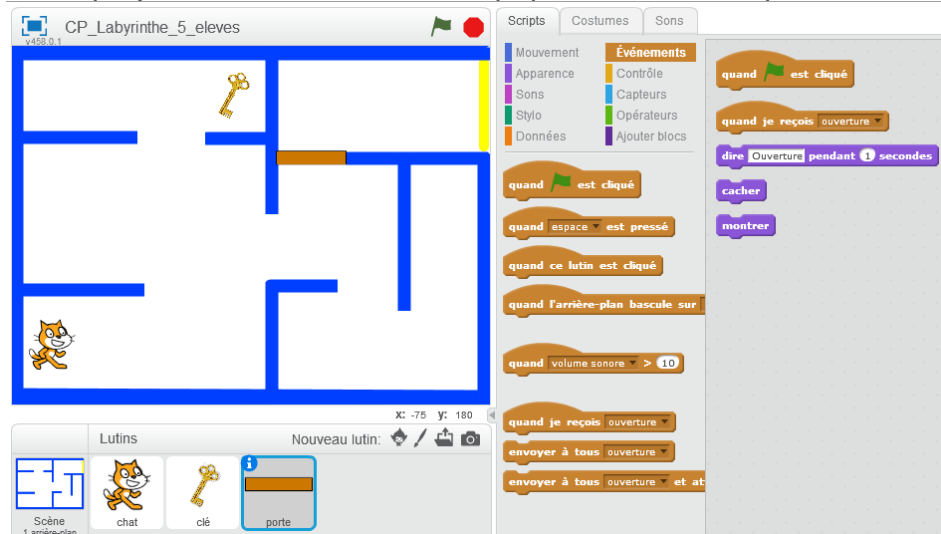 CP_Labyrinthe_5_eleves
v458.0.1
x: -75 y: 180
Lutins
Nouveau lutin:
Scène
1 arrière-plan
chat
clé
porte
Scripts
Costumes
Sons
Mouvement
Événements
Apparence
Contrôle
Sons
Capteurs
Stylo
Opérateurs
Données
Ajouter blocs
quand est cliqué
quand espace est pressé
quand ce lutin est cliqué
quand l'arrière-plan bascule sur
quand volume sonore > 10
quand je reçois ouverture
envoyer à tous ouverture
envoyer à tous ouverture et at
quand est cliqué
quand je reçois ouverture
dire Ouverture pendant 1 secondes
cacher
montrer